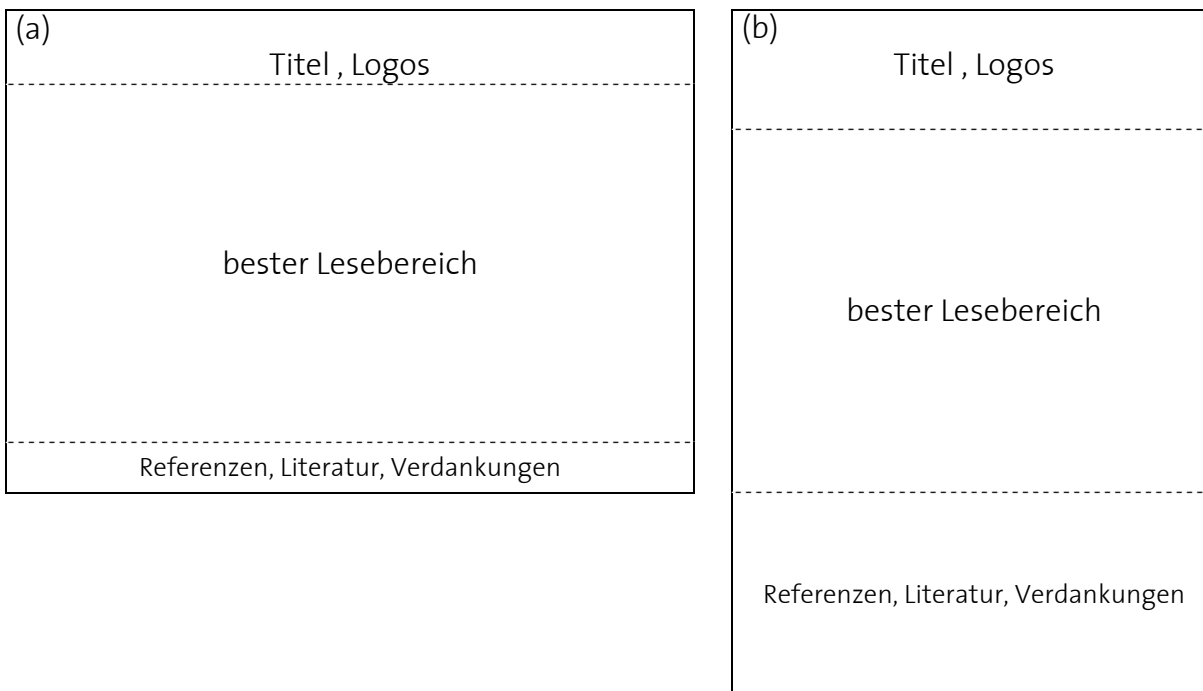 (a)
Titel , Logos
bester Lesebereich
Referenzen, Literatur, Verdankungen
(b)
Titel , Logos
bester Lesebereich
Referenzen, Literatur, Verdankungen